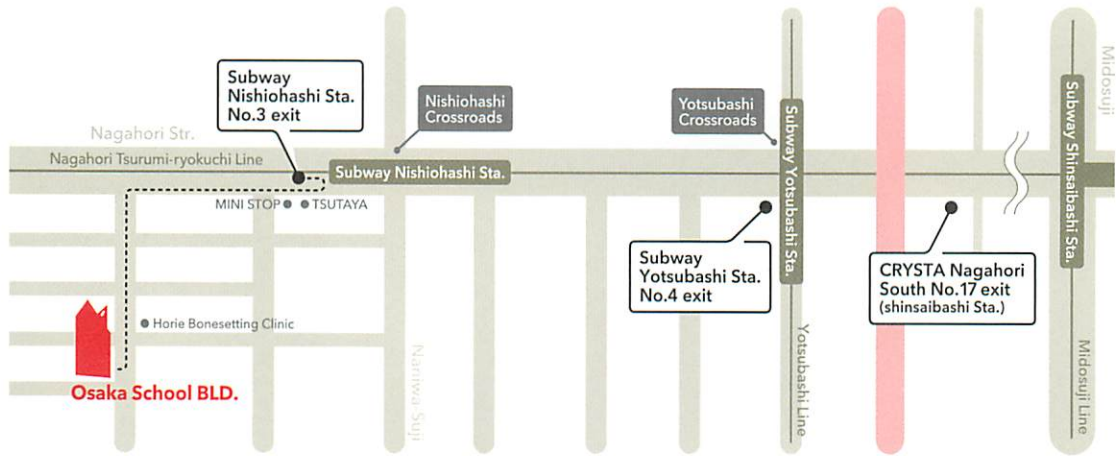 Subway
Nishiohashi Sta.
No.3 exit
Nishiohashi
Crossroads
Yotsubashi
Crossroads
Midosuji
Nagahori Str.
Nagahori Tsurumi-ryokuchi Line
Subway Nishiohashi Sta.
Subway Yotsubashi Sta.
Subway Shinsaibashi Sta.
MINI STOP
TSUTAYA
Subway
Yotsubashi Sta.
No.4 exit
CRYSTA Nagahori
South No.17 exit
(shinsaibashi Sta.)
Horie Bonesetting Clinic
Osaka School BLD.
Naniwa Suji
Yotsubashi Line
Midosuji Line